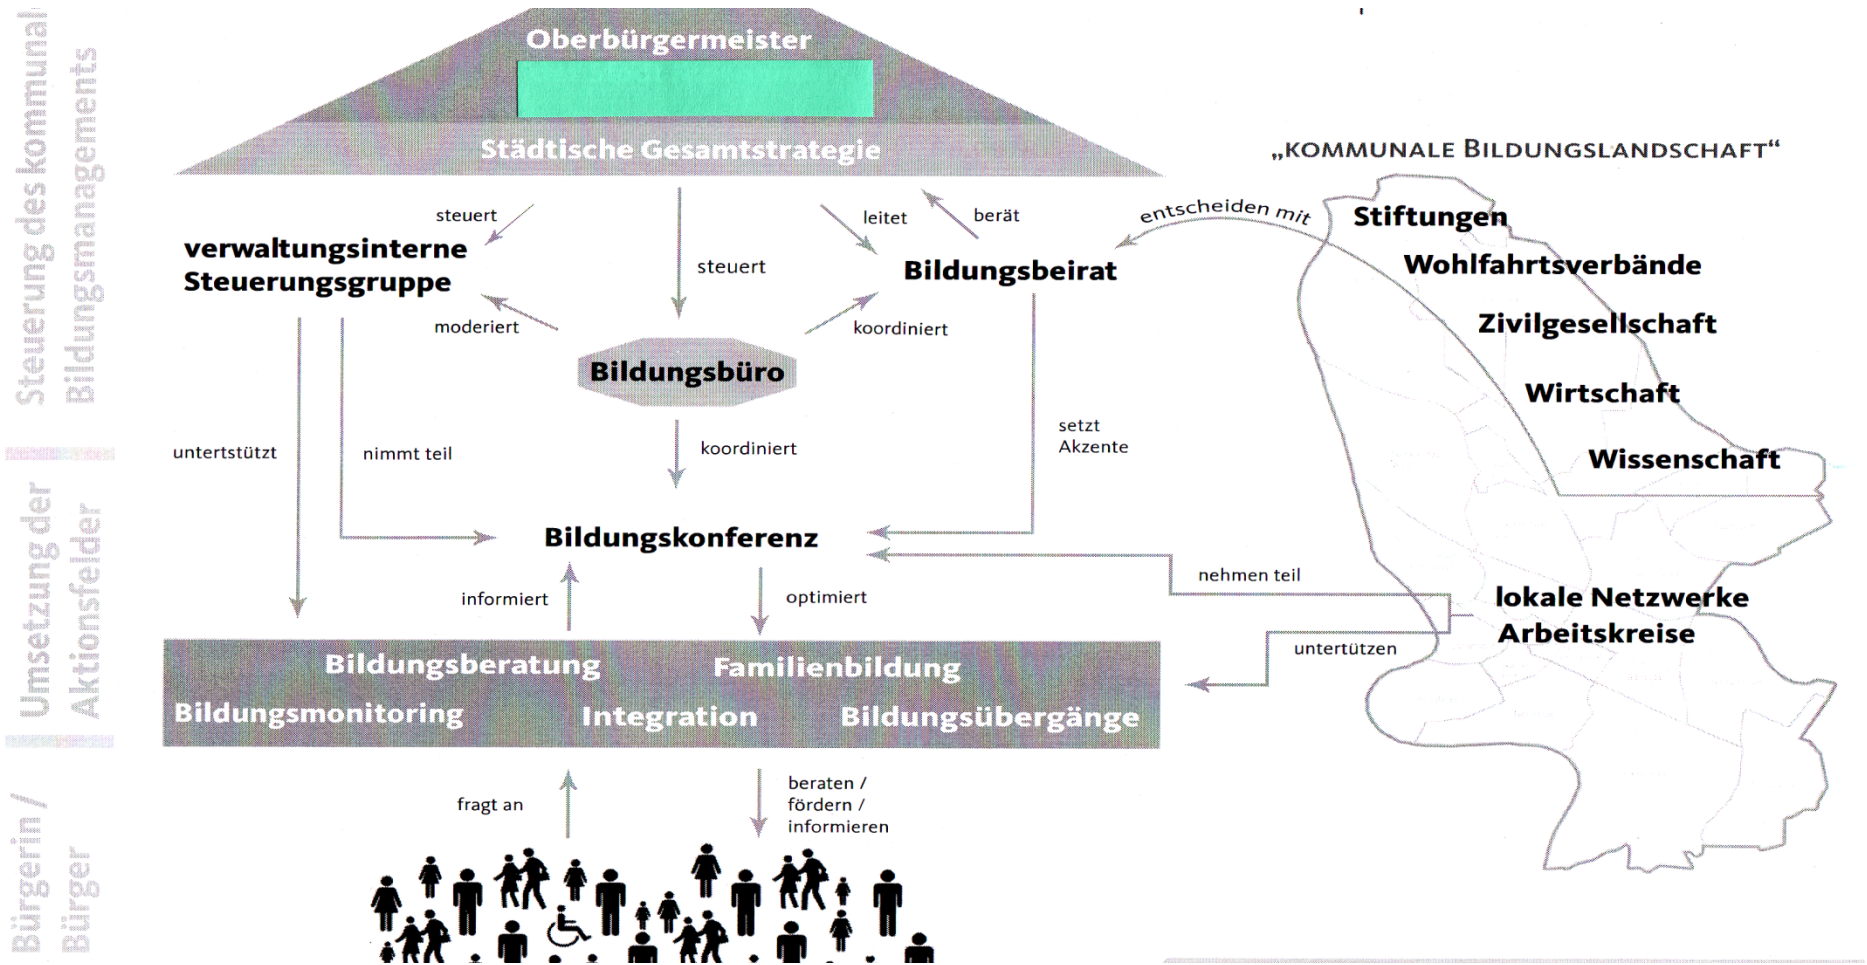 Oberbürgermeister
Städtische Gesamtstrategie
Steuerung des kommunal
Bildungsmanagements
„KOMMUNALE BILDUNGSLANDSCHAFT“
steuert
leitet
berät
entscheiden mit
verwaltungsinterne
Steuerungsgruppe
steuert
Bildungsbeirat
moderiert
koordiniert
Bildungsbüro
Stiftungen
Wohlfahrtsverbände
Zivilgesellschaft
Wirtschaft
Wissenschaft
untertstützt
nimmt teil
koordiniert
setzt
Akzente
Umsetzung der
Aktionsfelder
Bildungskonferenz
nehmen teil
lokale Netzwerke
Arbeitskreise
informiert
optimiert
untertützen
Bildungsberatung
Familienbildung
Bildungsmonitoring
Integration
Bildungsübergänge
Bürgerin /
Bürger
fragt an
beraten /
fördern /
informieren